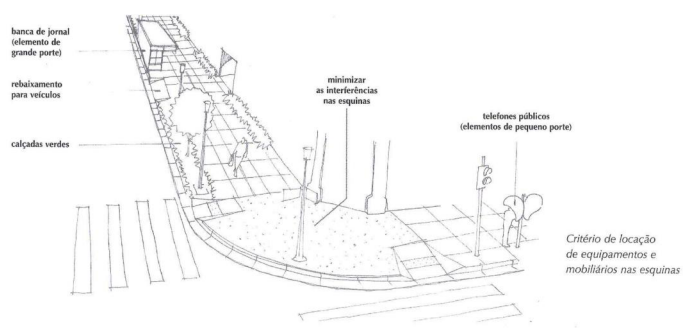 banca de jornal
(elemento de
grande porte)
rebaixamento
para veículos
calçadas verdes
minimizar
as interferências
nas esquinas
telefones públicos
(elementos de pequeno porte)
Critério de locação
de equipamentos e
mobiliários nas esquinas